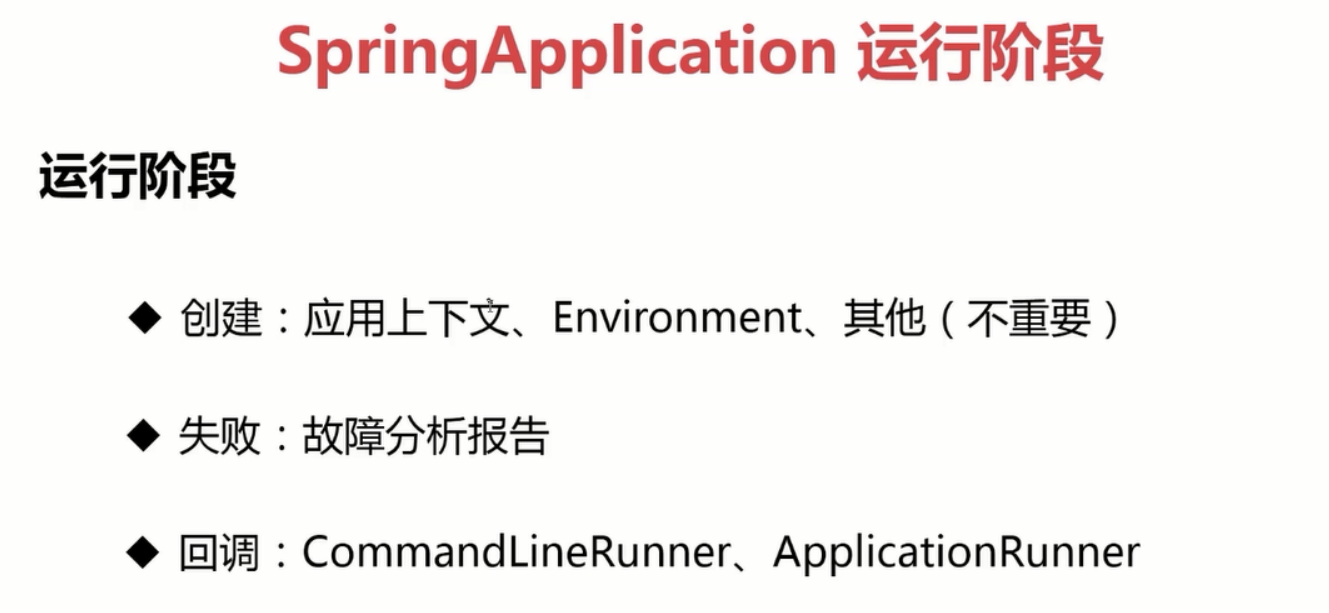 SpringApplication 运行阶段
运行阶段
◆ 创建：应用上下文、Environment、其他（不重要）
◆ 失败：故障分析报告
◆ 回调：CommandLineRunner、ApplicationRunner